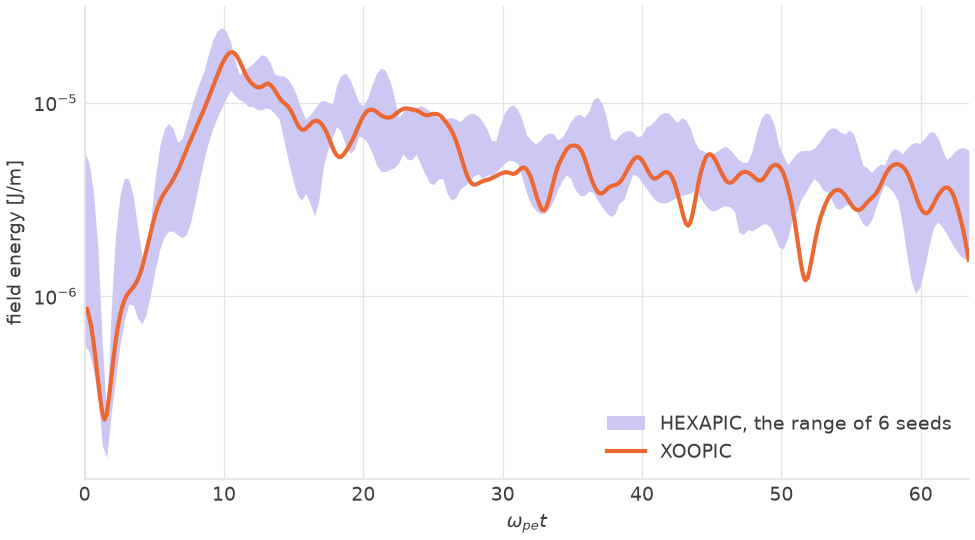 field energy [J/m]
10⁻⁵
10⁻⁶
HEXAPIC, the range of 6 seeds
XOOPIC
0 10 20 30 40 50 60
ωₚₑt